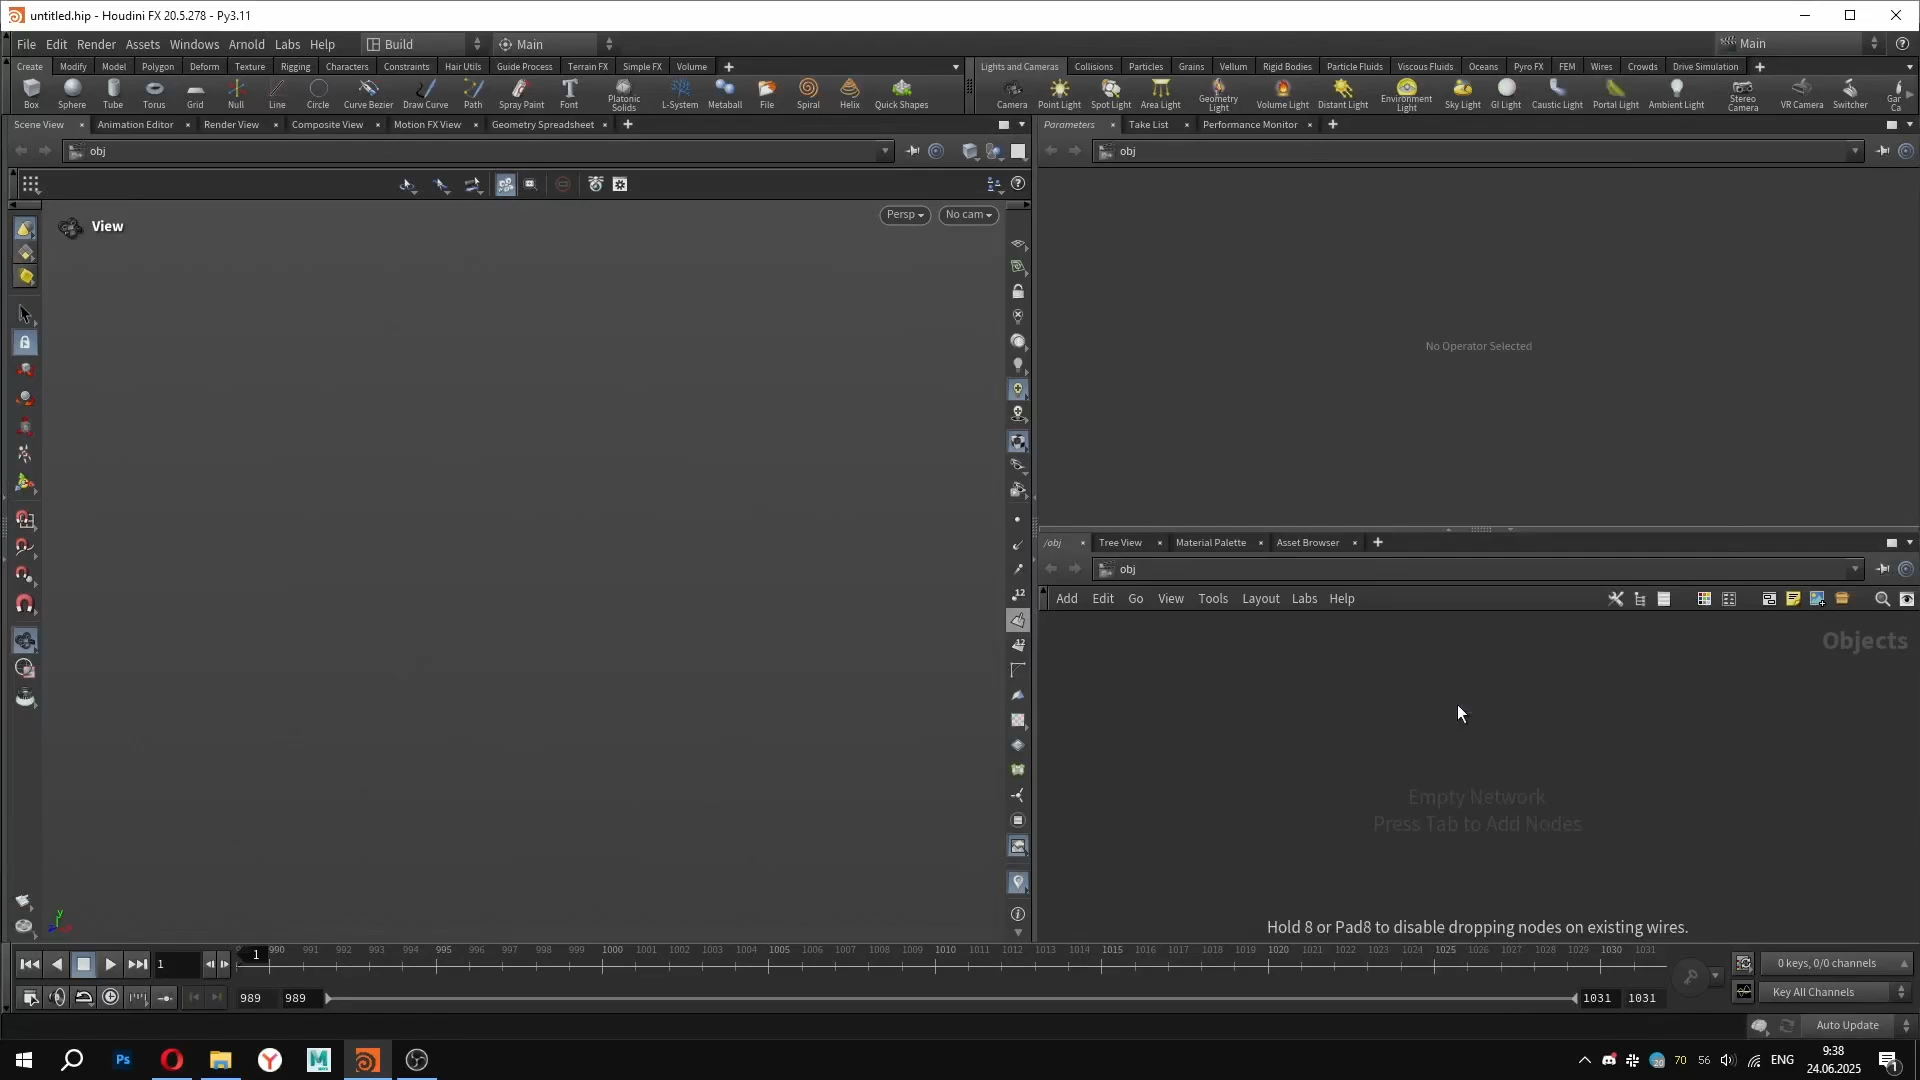 untitled.hip - Houdini FX 20.5.278 - Py3.11
File Edit Render Assets Windows Arnold Labs Help Build Main Main
Create Modify Model Polygon Deform Texture Rigging Characters Constraints Hair Utils Guide Process Terrain FX Simple FX Volume
Lights and Cameras Collisions Particles Grains Vellum Rigid Bodies Particle Fluids Viscous Fluids Oceans Pyro FX FEM Wires Crowds Drive Simulation
Box Sphere Tube Torus Grid Null Line Circle Curve Bezier Draw Curve Path Spray Paint Font Platonic Solids L-System Metaball File Spiral Helix Quick Shapes
Camera Point Light Spot Light Area Light Geometry Light Volume Light Distant Light Environment Light Sky Light GI Light Caustic Light Portal Light Ambient Light Stereo Camera VR Camera Switcher Gar Ca
Scene View Animation Editor Render View Composite View Motion FX View Geometry Spreadsheet
Parameters Take List Performance Monitor
obj
obj
View
Persp
No cam
No Operator Selected
12
12
/obj Tree View Material Palette Asset Browser
obj
Add Edit Go View Tools Layout Labs Help
Objects
Empty Network
Press Tab to Add Nodes
Hold 8 or Pad8 to disable dropping nodes on existing wires.
y
1
1
990 991 992 993 994 995 996 997 998 999 1000 1001 1002 1003 1004 1005 1006 1007 1008 1009 1010 1011 1012 1013 1014 1015 1016 1017 1018 1019 1020 1021 1022 1023 1024 1025 1026 1027 1028 1029 1030 1031
0 keys, 0/0 channels
989 989 1031 1031
Key All Channels
Auto Update
Ps
Y
M
20 70 56 ENG
9:38
24.06.2025
1